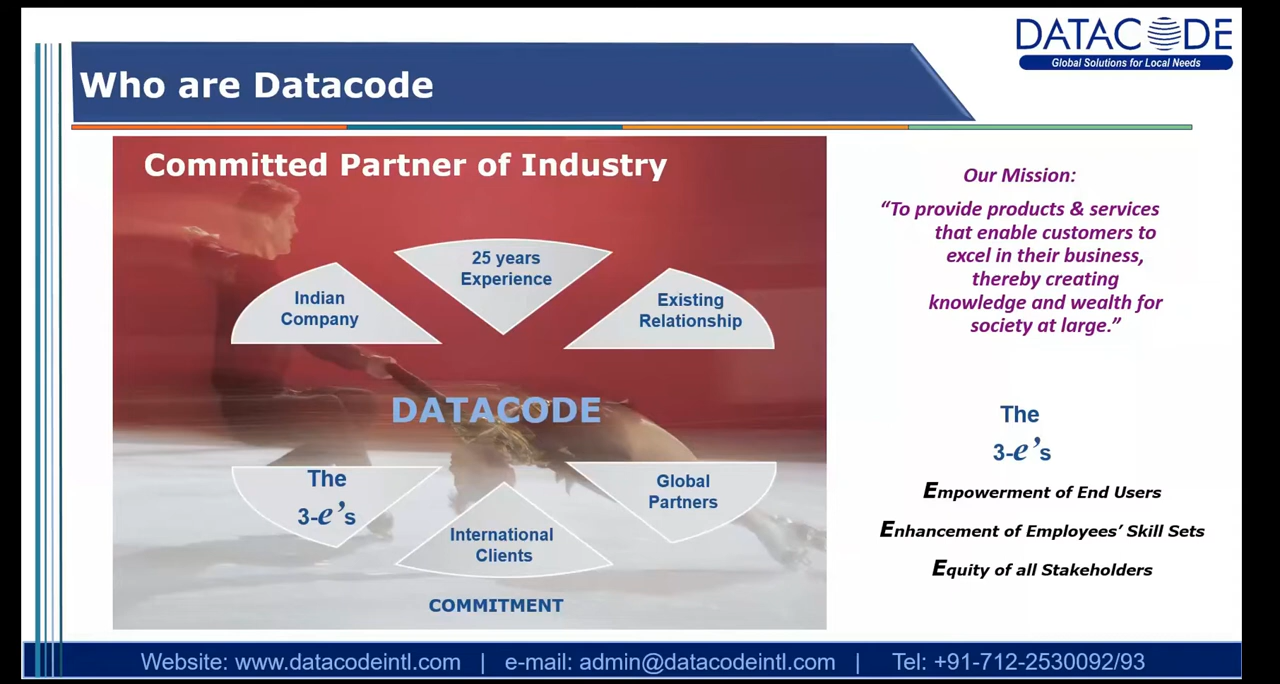 DATACODE
Global Solutions for Local Needs
Who are Datacode
Committed Partner of Industry
25 years
Experience
Indian
Company
Existing
Relationship
DATACODE
The
3-e’s
Global
Partners
International
Clients
COMMITMENT
Our Mission:
“To provide products & services
that enable customers to
excel in their business,
thereby creating
knowledge and wealth for
society at large.”
The
3-e’s
Empowerment of End Users
Enhancement of Employees’ Skill Sets
Equity of all Stakeholders
Website: www.datacodeintl.com | e-mail: admin@datacodeintl.com | Tel: +91-712-2530092/93